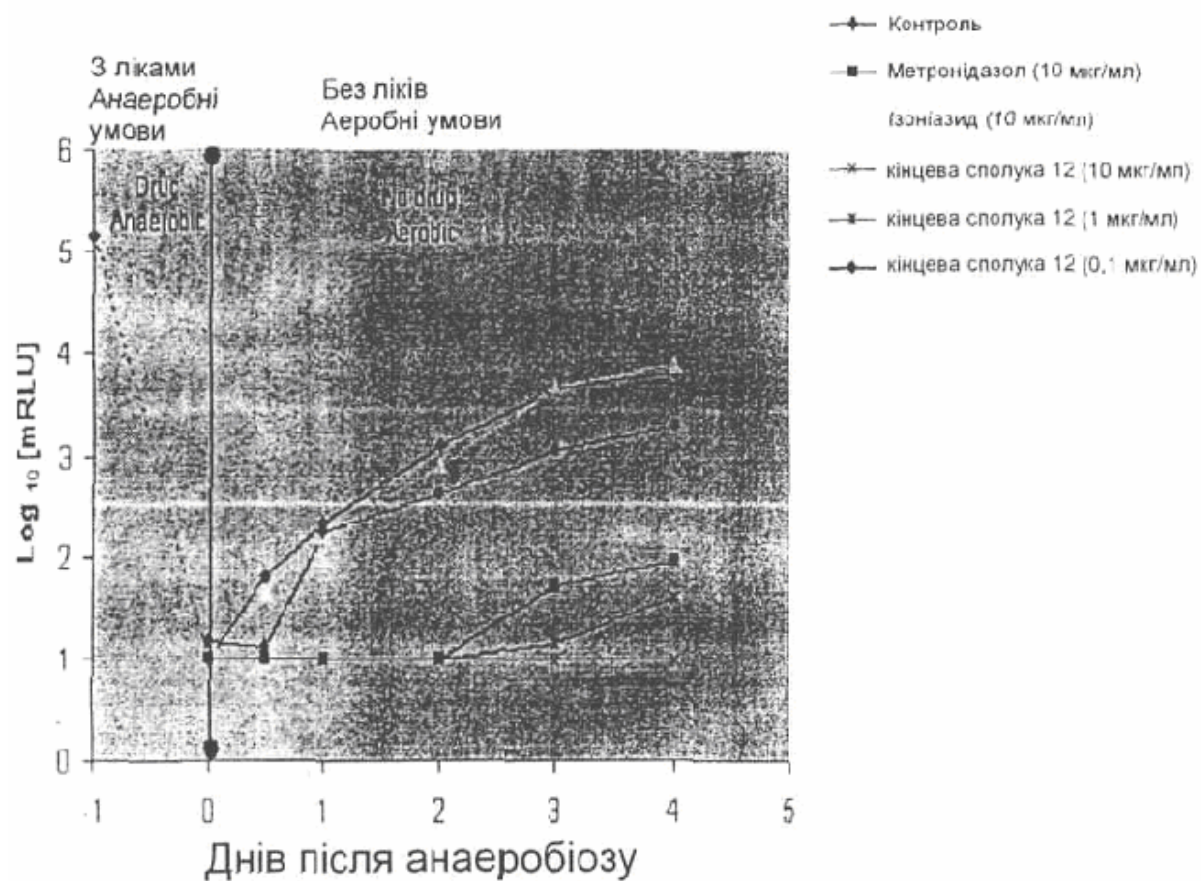 З ліками
Анаеробні
умови
Без ліків
Аеробні умови
Контроль
Метронідазол (10 мкг/мл)
Ізоніазид (10 мкг/мл)
кінцева сполука 12 (10 мкг/мл)
кінцева сполука 12 (1 мкг/мл)
кінцева сполука 12 (0,1 мкг/мл)
Drug
Anaerobic
No drug
Aerobic
6
5
4
3
2
1
0
Log 10 [mRLU]
-1 0 1 2 3 4 5
Днів після анаеробіозу